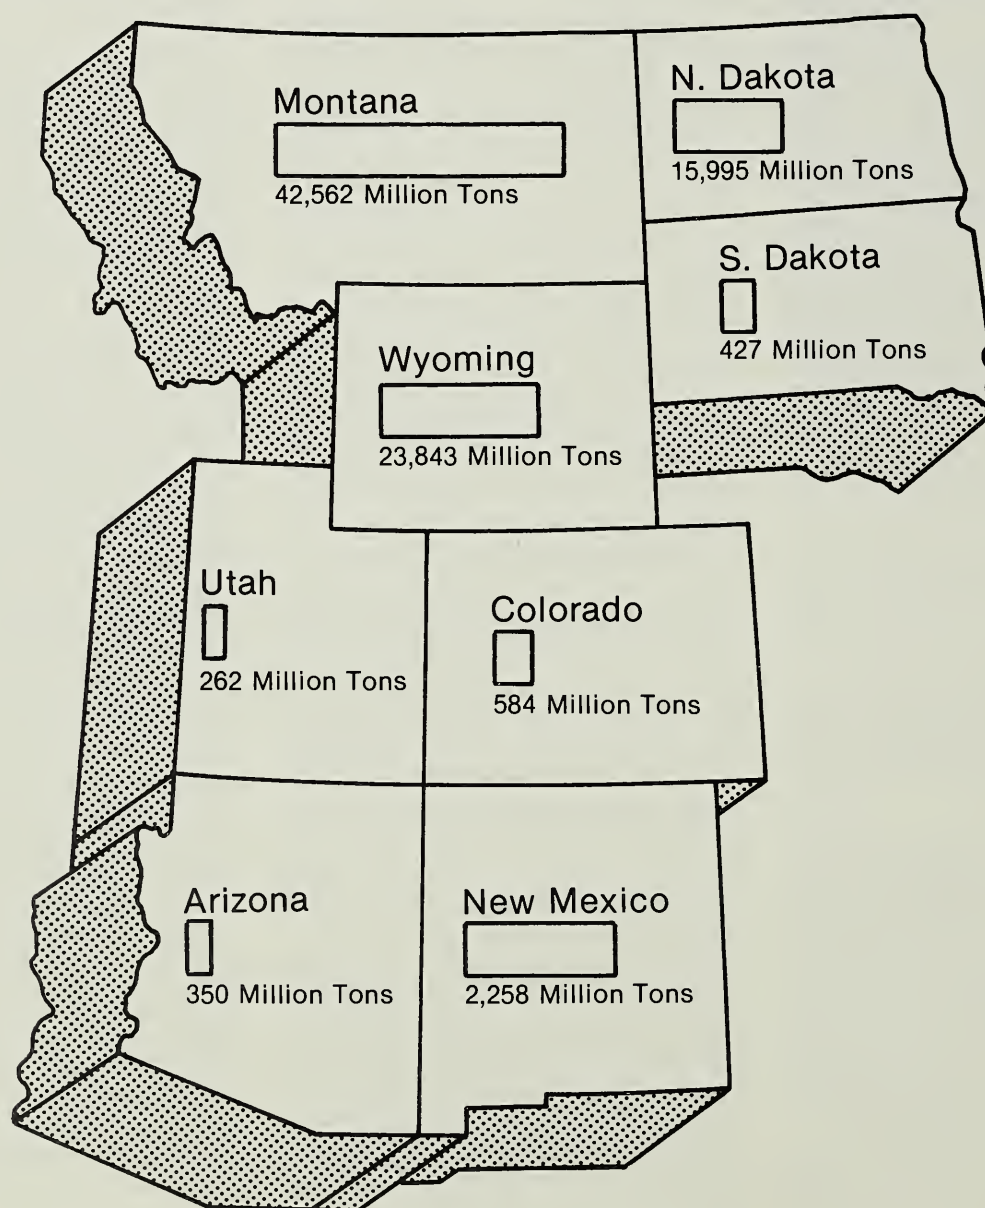 Montana
42,562 Million Tons
N. Dakota
15,995 Million Tons
S. Dakota
427 Million Tons
Wyoming
23,843 Million Tons
Utah
262 Million Tons
Colorado
584 Million Tons
Arizona
350 Million Tons
New Mexico
2,258 Million Tons